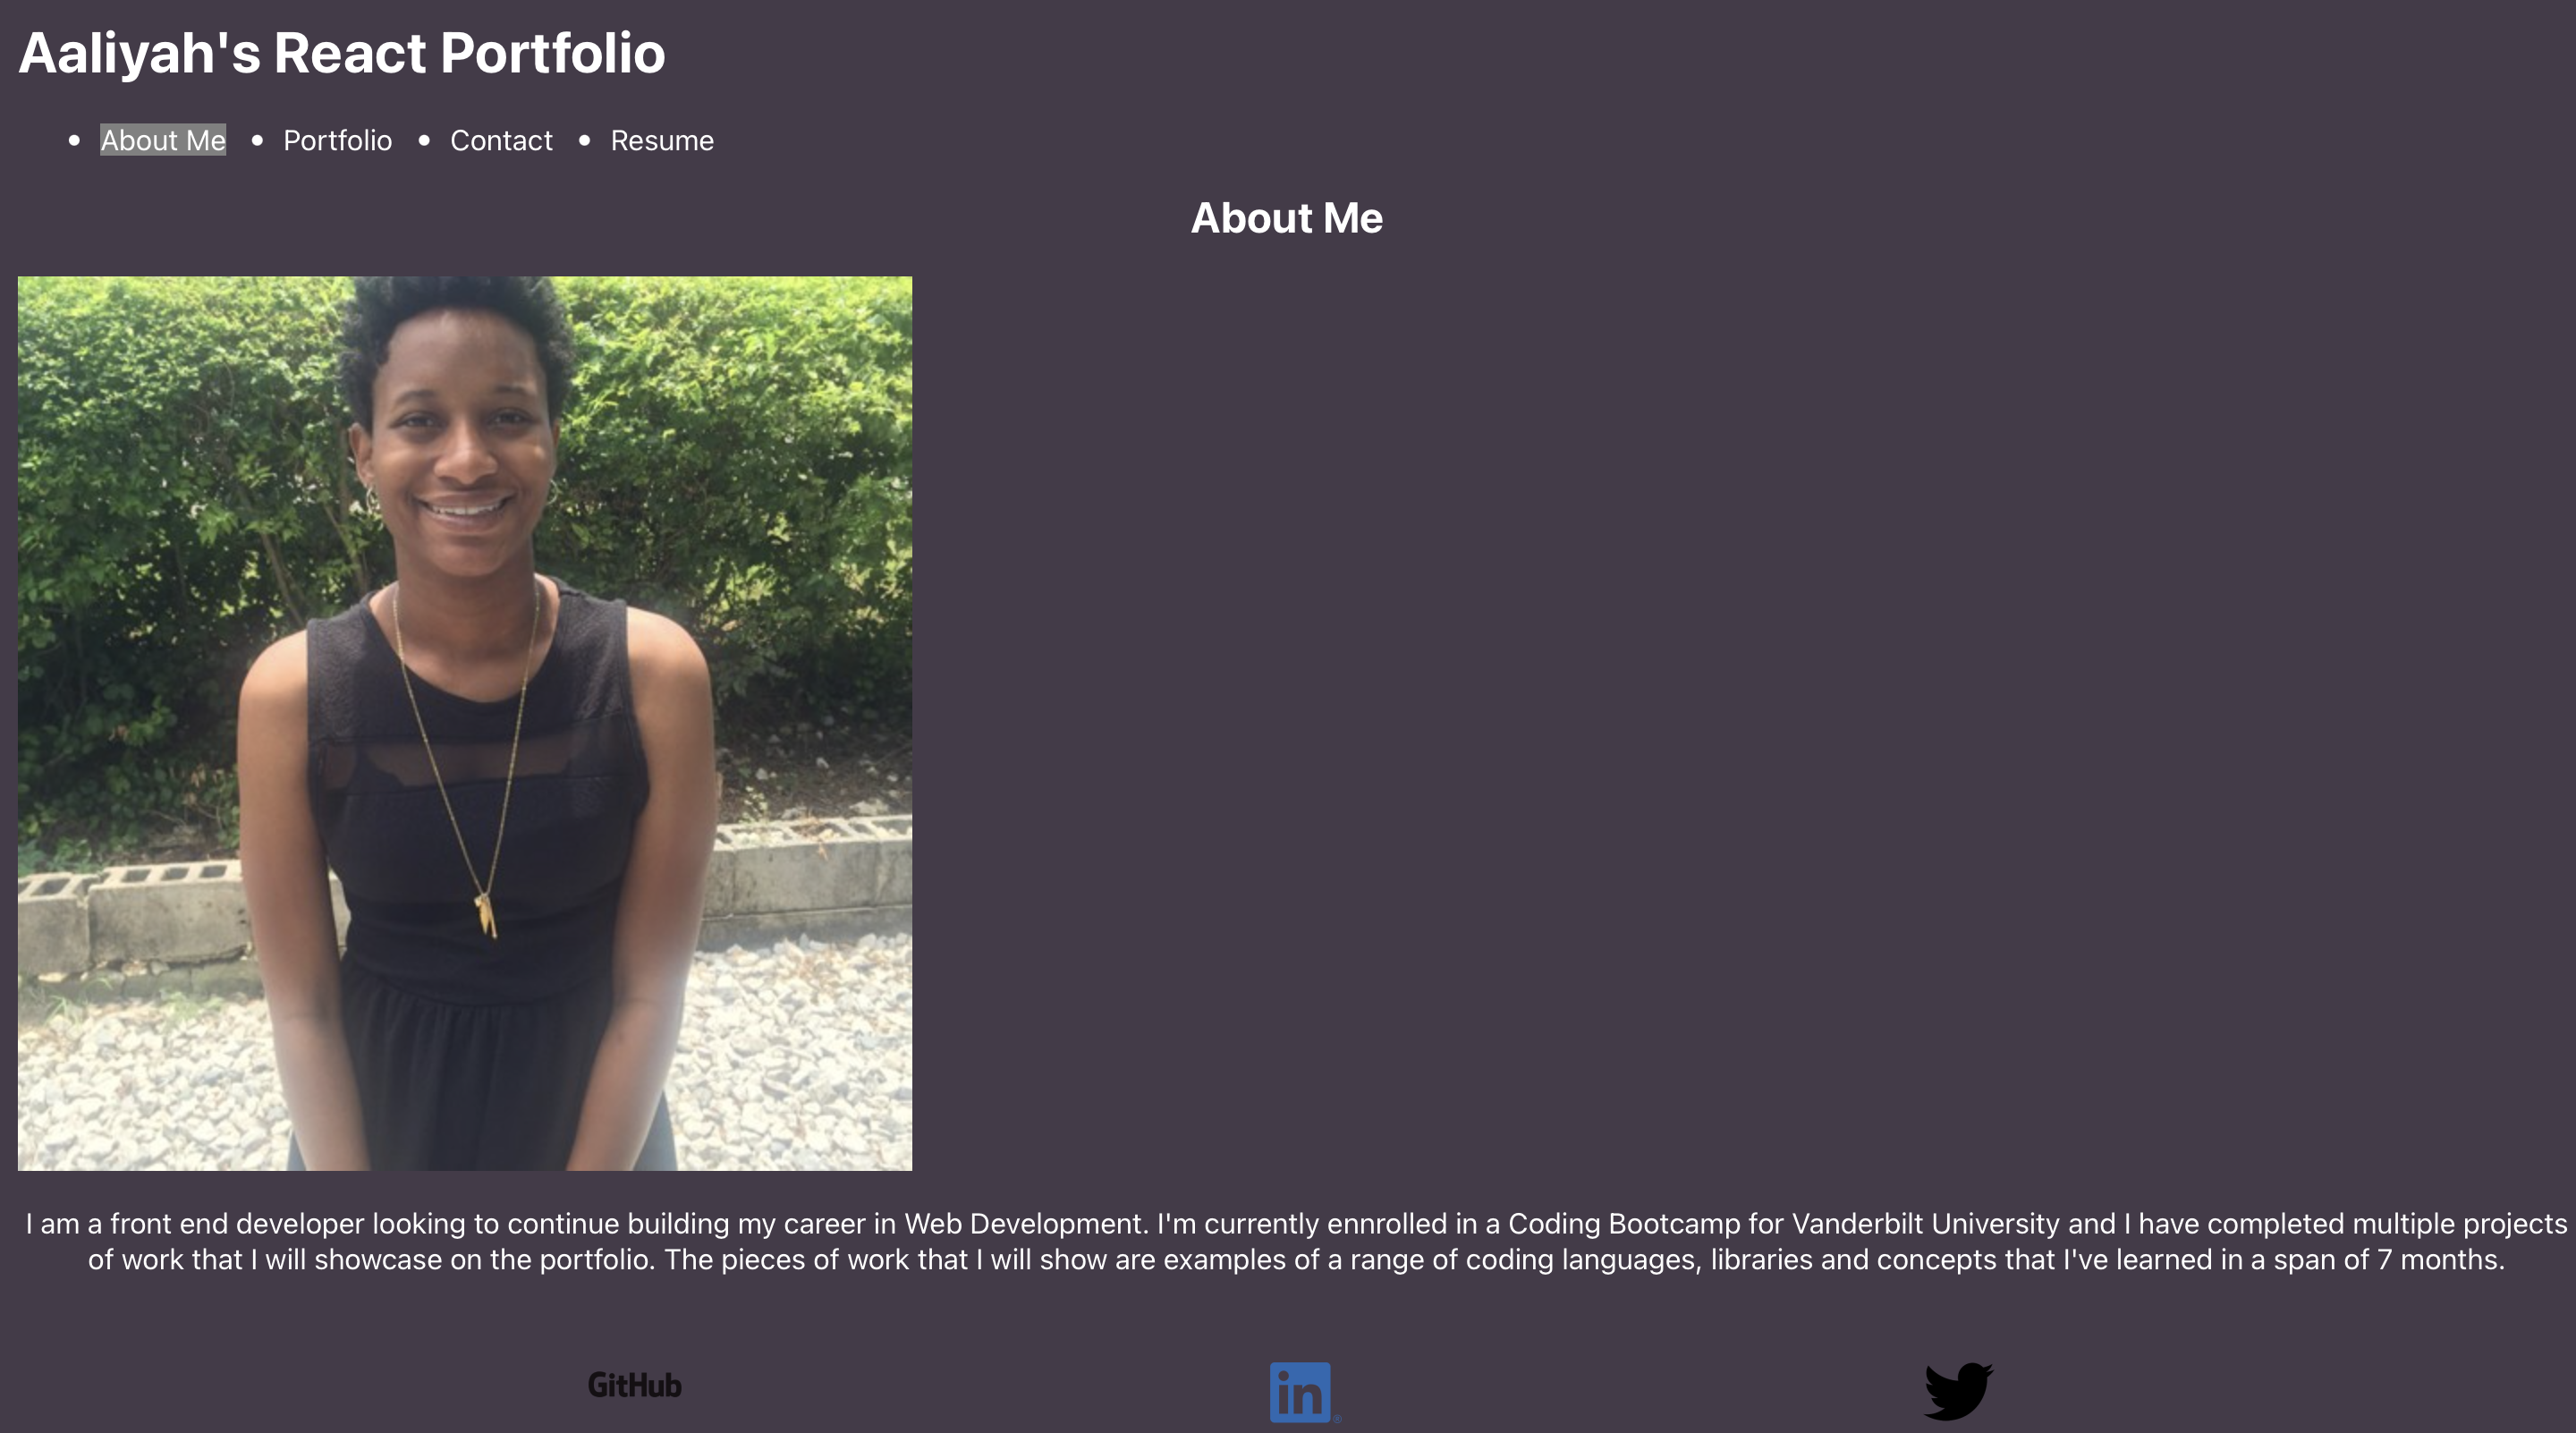 Aaliyah's React Portfolio
• About Me • Portfolio • Contact • Resume
About Me
I am a front end developer looking to continue building my career in Web Development. I'm currently ennrolled in a Coding Bootcamp for Vanderbilt University and I have completed multiple projects
of work that I will showcase on the portfolio. The pieces of work that I will show are examples of a range of coding languages, libraries and concepts that I've learned in a span of 7 months.
GitHub in ®